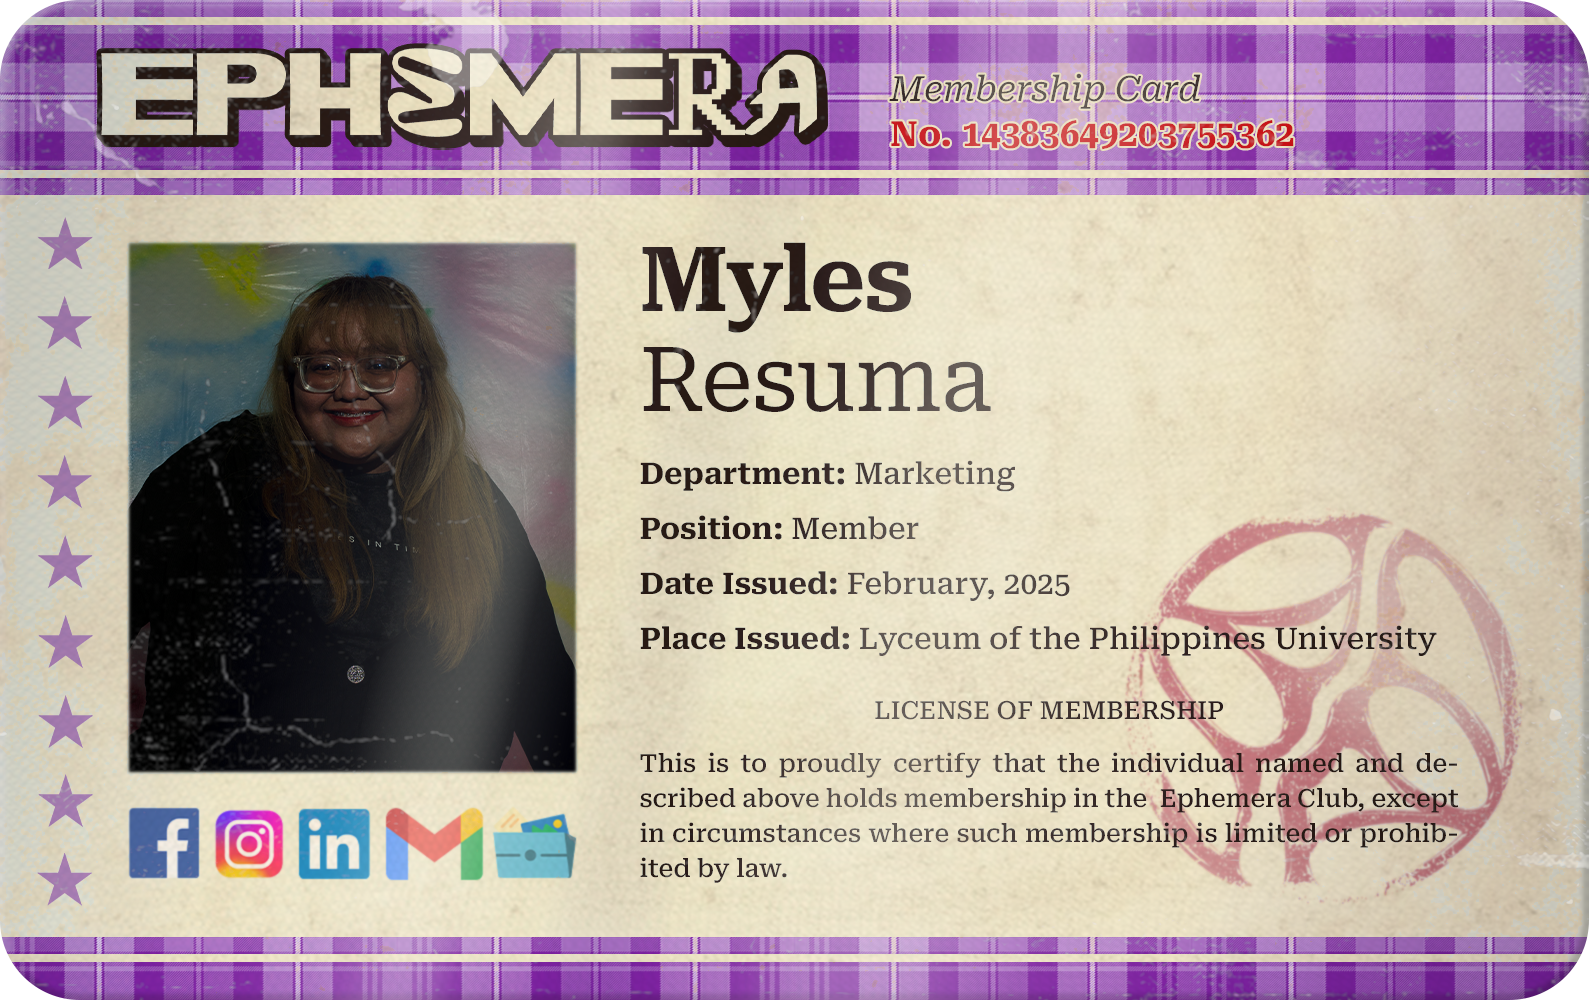 EPHEMERA
Membership Card
No. 14383649203755362
Myles
Resuma
Department: Marketing
Position: Member
Date Issued: February, 2025
Place Issued: Lyceum of the Philippines University
LICENSE OF MEMBERSHIP
This is to proudly certify that the individual named and de-
scribed above holds membership in the Ephemera Club, except
in circumstances where such membership is limited or prohib-
ited by law.
S IN TI
f
in
M